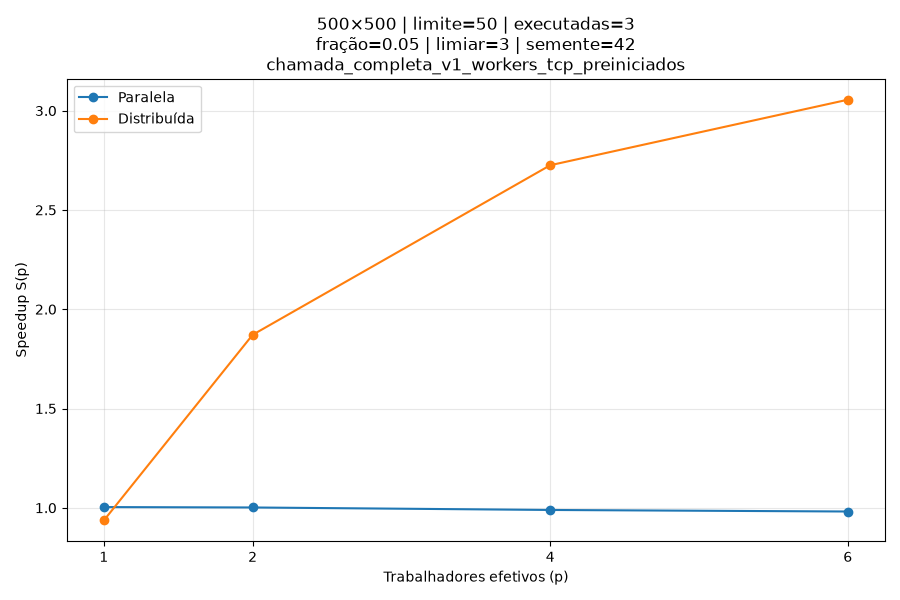 500×500 | limite=50 | executadas=3
fração=0.05 | limiar=3 | semente=42
chamada_completa_v1_workers_tcp_preiniciados
Paralela
Distribuída
3.0
2.5
2.0
1.5
1.0
Speedup S(p)
1 2 4 6
Trabalhadores efetivos (p)